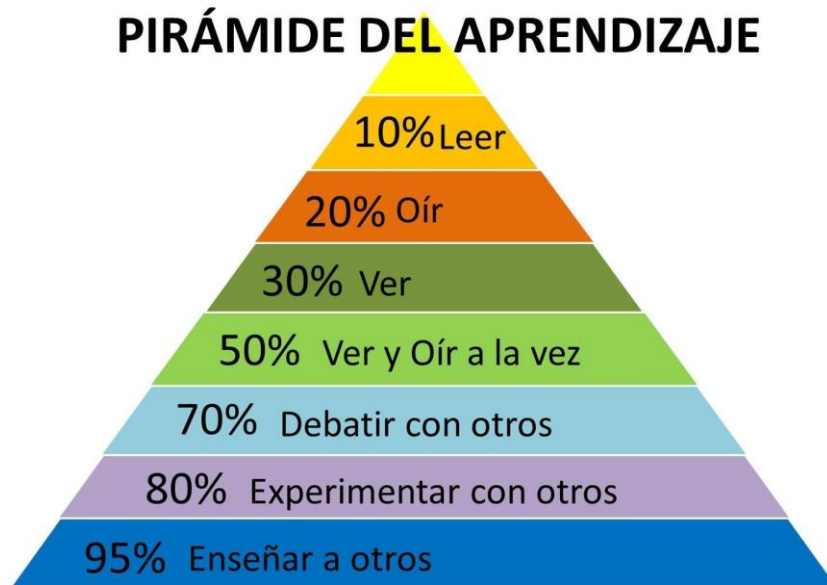 PIRÁMIDE DEL APRENDIZAJE
10% Leer
20% Oír
30% Ver
50% Ver y Oír a la vez
70% Debatir con otros
80% Experimentar con otros
95% Enseñar a otros